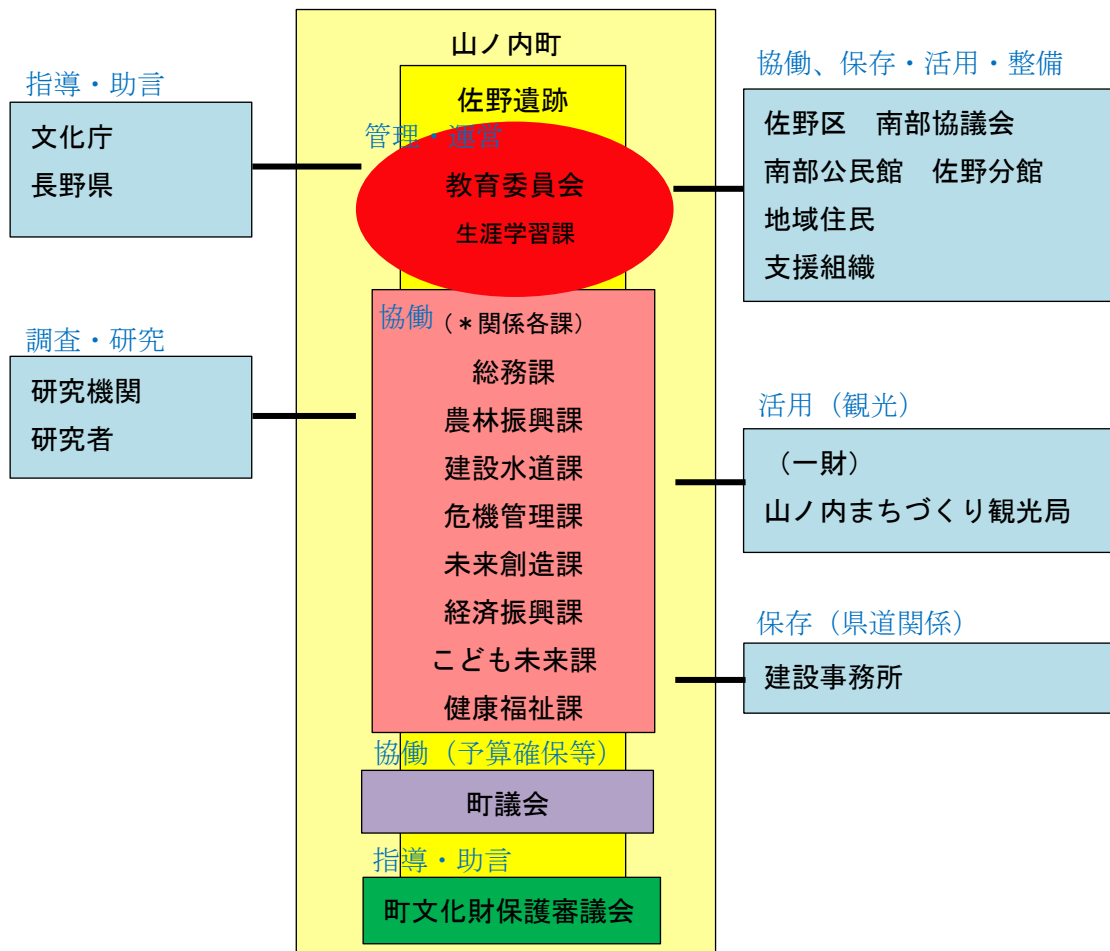 山ノ内町
佐野遺跡
管理・運営
教育委員会
生涯学習課
協働（＊関係各課）
総務課
農林振興課
建設水道課
危機管理課
未来創造課
経済振興課
こども未来課
健康福祉課
協働（予算確保等）
町議会
指導・助言
町文化財保護審議会
指導・助言
文化庁
長野県
調査・研究
研究機関
研究者
協働、保存・活用・整備
佐野区　南部協議会
南部公民館　佐野分館
地域住民
支援組織
活用（観光）
（一財）
山ノ内まちづくり観光局
保存（県道関係）
建設事務所